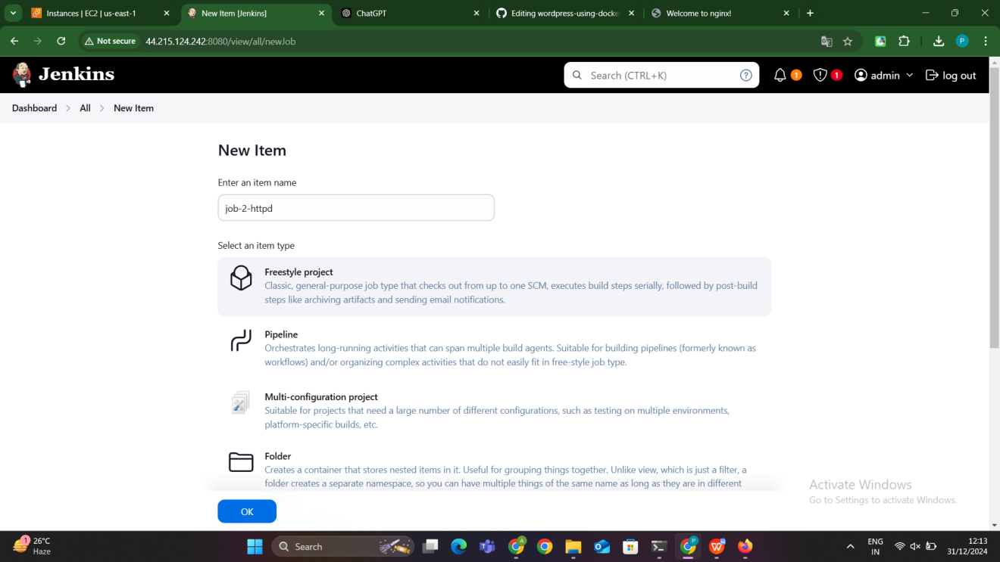 Instances | EC2 | us-east-1
New Item [Jenkins]
ChatGPT
Editing wordpress-using-docke
Welcome to nginx!
Not secure
44.215.124.242:8080/view/all/newJob
P
Jenkins
Search (CTRL+K)
?
1
1
admin
log out
Dashboard
All
New Item
New Item
Enter an item name
job-2-httpd
Select an item type
Freestyle project
Classic, general-purpose job type that checks out from up to one SCM, executes build steps serially, followed by post-build
steps like archiving artifacts and sending email notifications.
Pipeline
Orchestrates long-running activities that can span multiple build agents. Suitable for building pipelines (formerly known as
workflows) and/or organizing complex activities that do not easily fit in free-style job type.
Multi-configuration project
Suitable for projects that need a large number of different configurations, such as testing on multiple environments,
platform-specific builds, etc.
Folder
Creates a container that stores nested items in it. Useful for grouping things together. Unlike view, which is just a filter, a
folder creates a separate namespace, so you can have multiple things of the same name as long as they are in different
OK
Activate Windows
Go to Settings to activate Windows.
1
26°C
Haze
Search
A
P
ENG
IN
12:13
31/12/2024